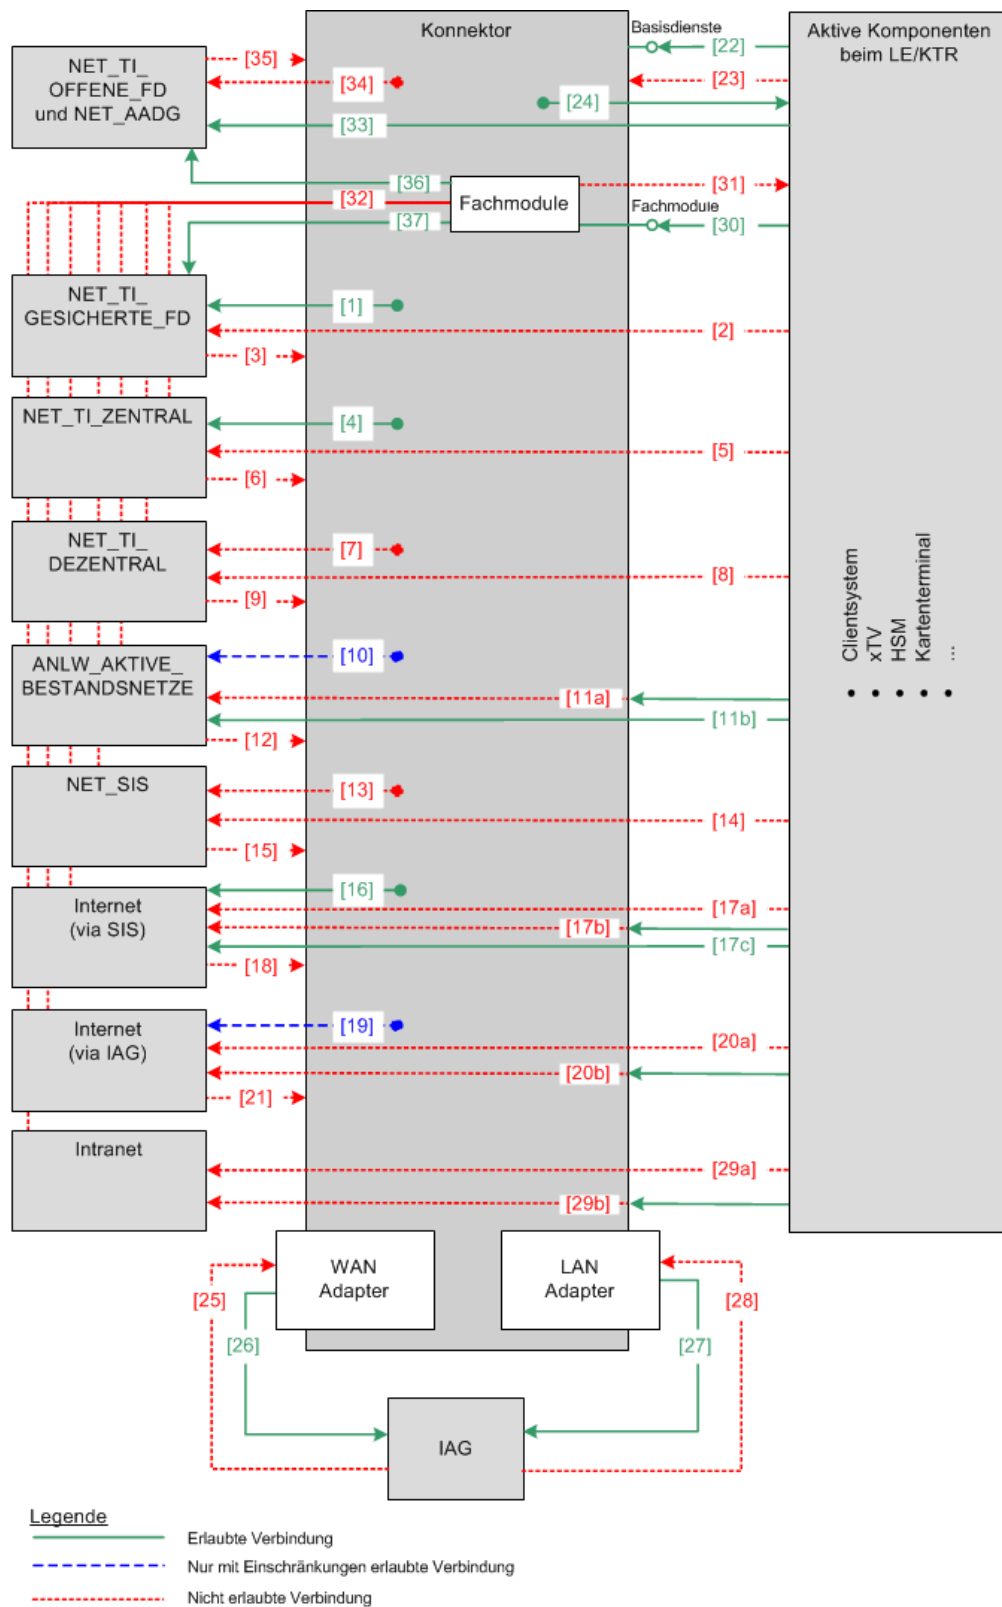 Konnektor
Aktive Komponenten
beim LE/KTR
Basisdienste
[22]
[23]
[24]
NET_TI_
OFFENE_FD
und NET_AADG
[35]
[34]
[33]
[36]
[32]
[37]
Fachmodule
[31]
Fachmodule
[30]
NET_TI_
GESICHERTE_FD
[1]
[2]
[3]
NET_TI_ZENTRAL
[4]
[5]
[6]
NET_TI_
DEZENTRAL
[7]
[8]
[9]
ANLW_AKTIVE_
BESTANDSNETZE
[10]
[11a]
[11b]
[12]
Clientsystem
xTV
HSM
Kartenterminal
...
NET_SIS
[13]
[14]
[15]
Internet
(via SIS)
[16]
[17a]
[17b]
[17c]
[18]
Internet
(via IAG)
[19]
[20a]
[20b]
[21]
Intranet
[29a]
[29b]
WAN
Adapter
LAN
Adapter
[25]
[28]
[26]
[27]
IAG
Legende
Erlaubte Verbindung
Nur mit Einschränkungen erlaubte Verbindung
Nicht erlaubte Verbindung